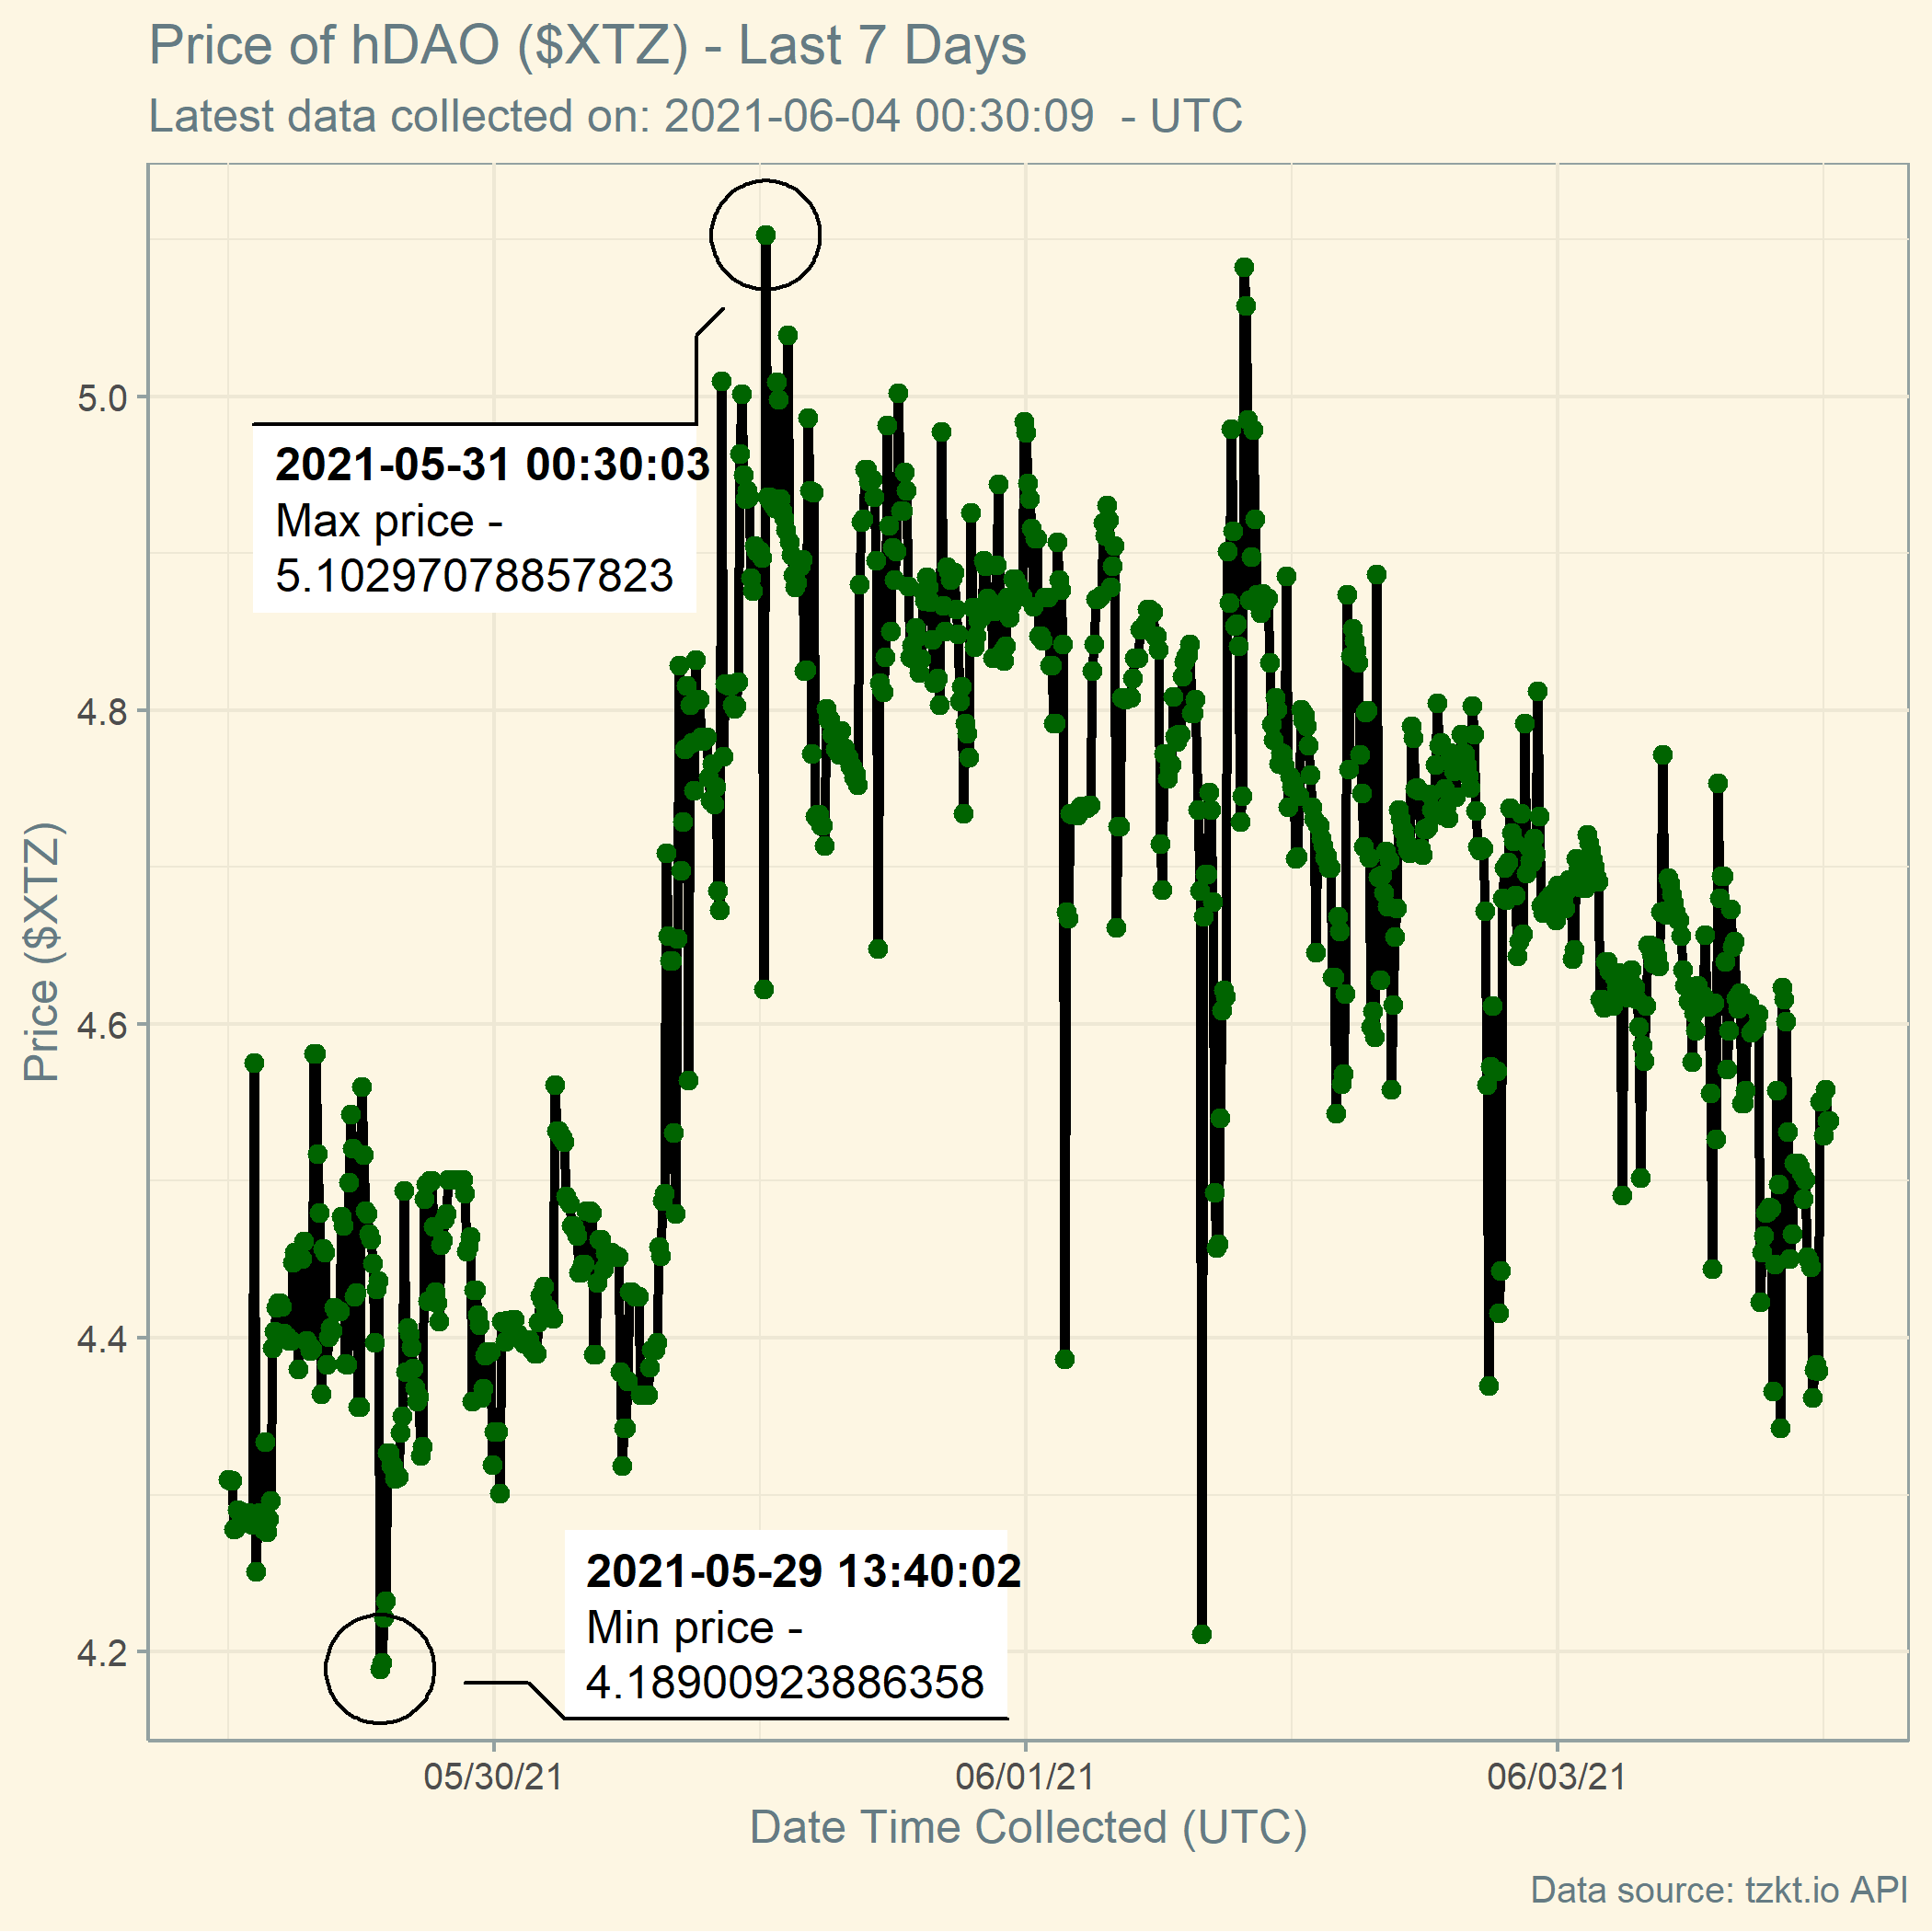 Price of hDAO ($XTZ) - Last 7 Days
Latest data collected on: 2021-06-04 00:30:09  - UTC
Price ($XTZ)
5.0
4.8
4.6
4.4
4.2
2021-05-31 00:30:03
Max price -
5.10297078857823
2021-05-29 13:40:02
Min price -
4.18900923886358
05/30/21
06/01/21
06/03/21
Date Time Collected (UTC)
Data source: tzkt.io API